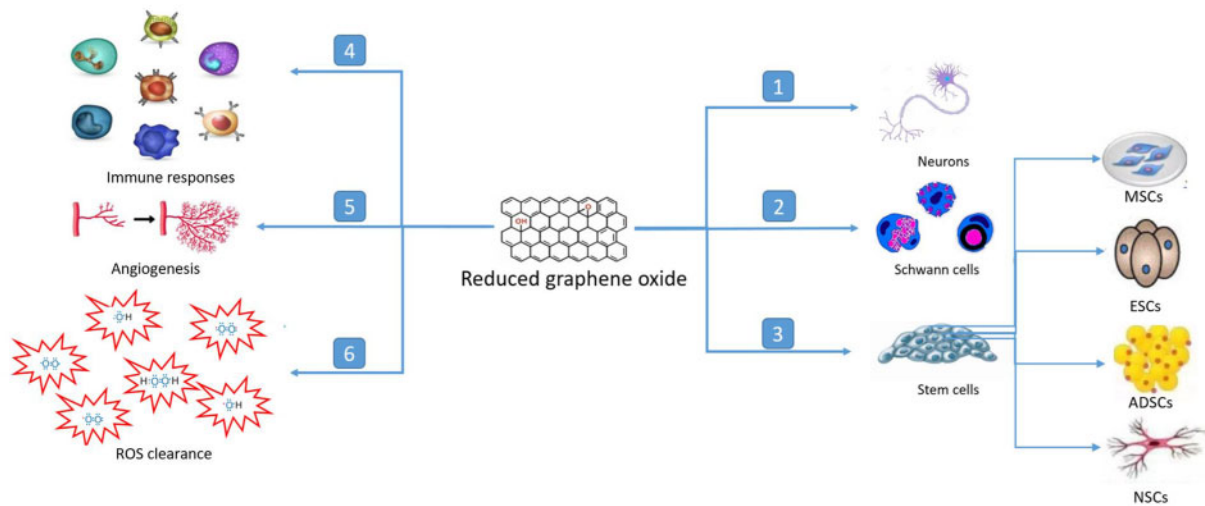 4
Immune responses
5
Angiogenesis
6
H
H
H
H
ROS clearance
OH
O
Reduced graphene oxide
1
Neurons
2
Schwann cells
3
Stem cells
MSCs
ESCs
ADSCs
NSCs